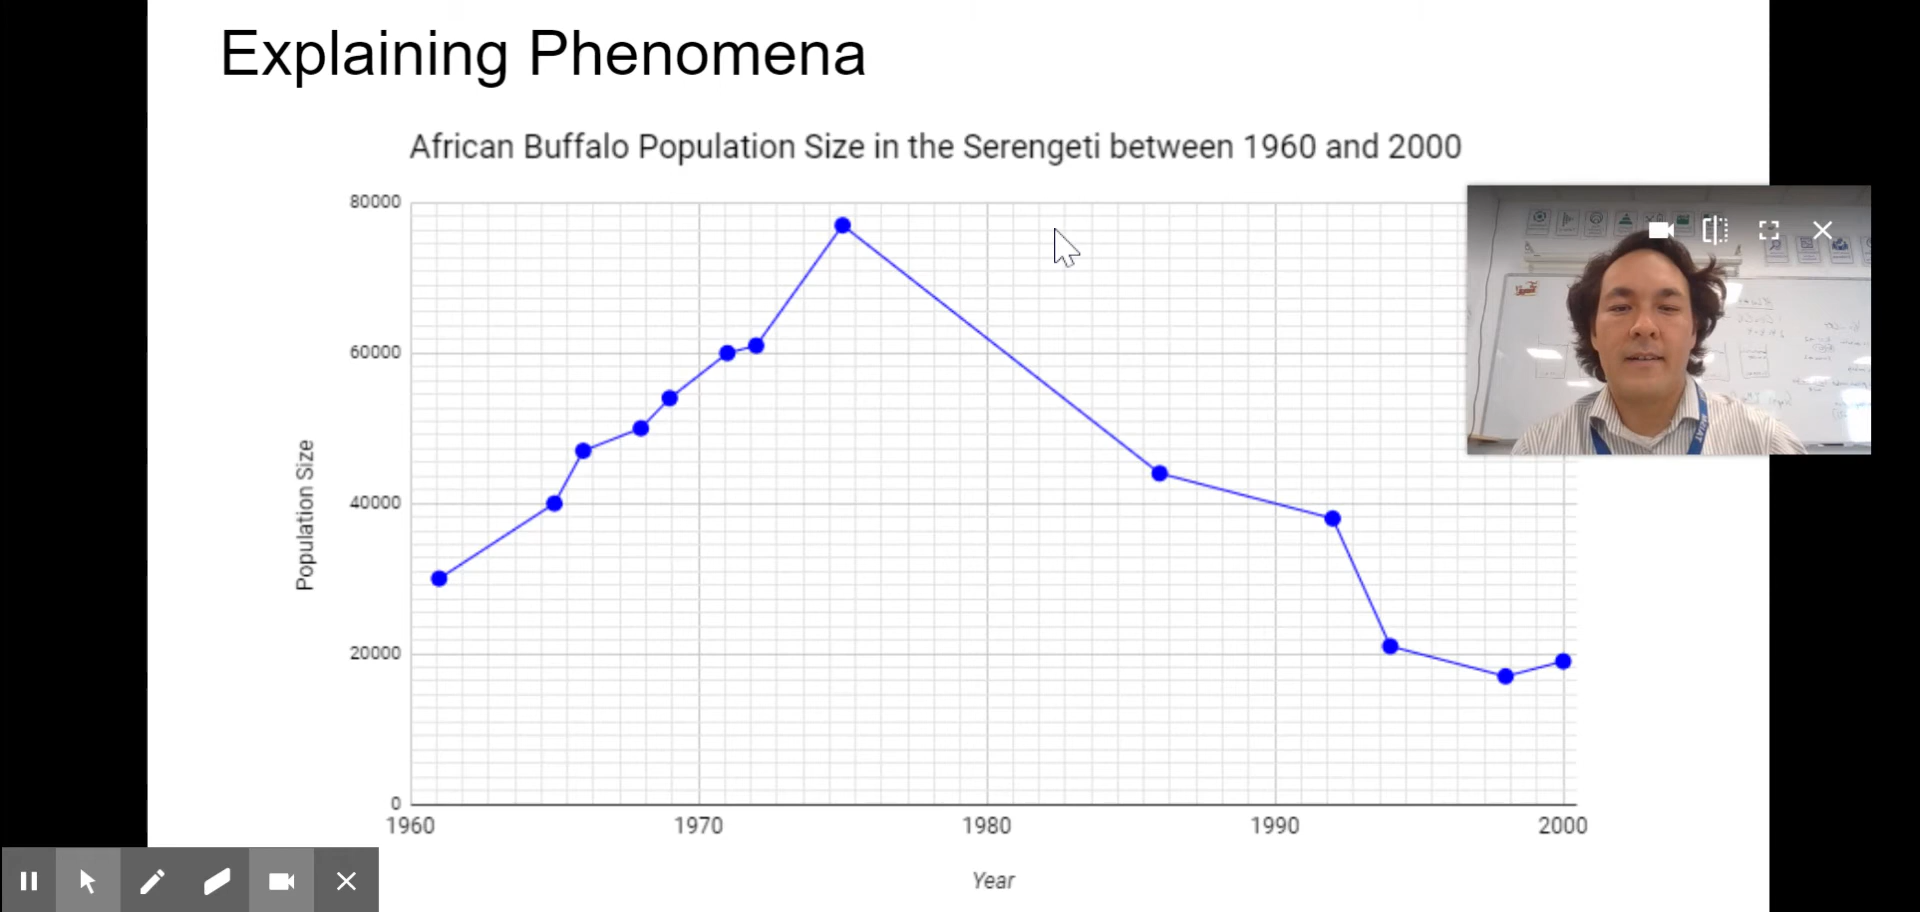 Explaining Phenomena
African Buffalo Population Size in the Serengeti between 1960 and 2000
80000
60000
40000
20000
0
Population Size
1960 1970 1980 1990 2000
Year